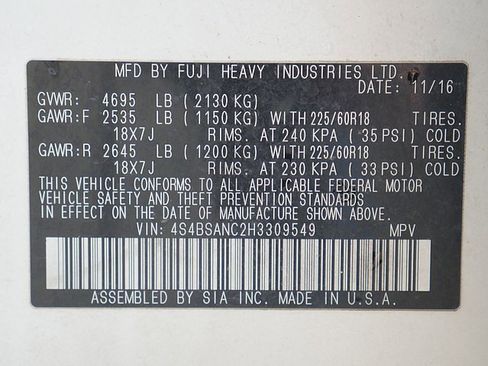 MFD BY FUJI HEAVY INDUSTRIES LTD.
DATE: 11/16
GVWR: 4695 LB (2130 KG)
GAWR:F 2535 LB (1150 KG) WITH 225/60R18 TIRES.
18X7J RIMS. AT 240 KPA (35 PSI) COLD
GAWR:R 2645 LB (1200 KG) WITH 225/60R18 TIRES.
18X7J RIMS. AT 230 KPA (33 PSI) COLD
THIS VEHICLE CONFORMS TO ALL APPLICABLE FEDERAL MOTOR
VEHICLE SAFETY AND THEFT PREVENTION STANDARDS
IN EFFECT ON THE DATE OF MANUFACTURE SHOWN ABOVE.
VIN: 4S4BSANC2H3309549 MPV
ASSEMBLED BY SIA INC. MADE IN U.S.A.